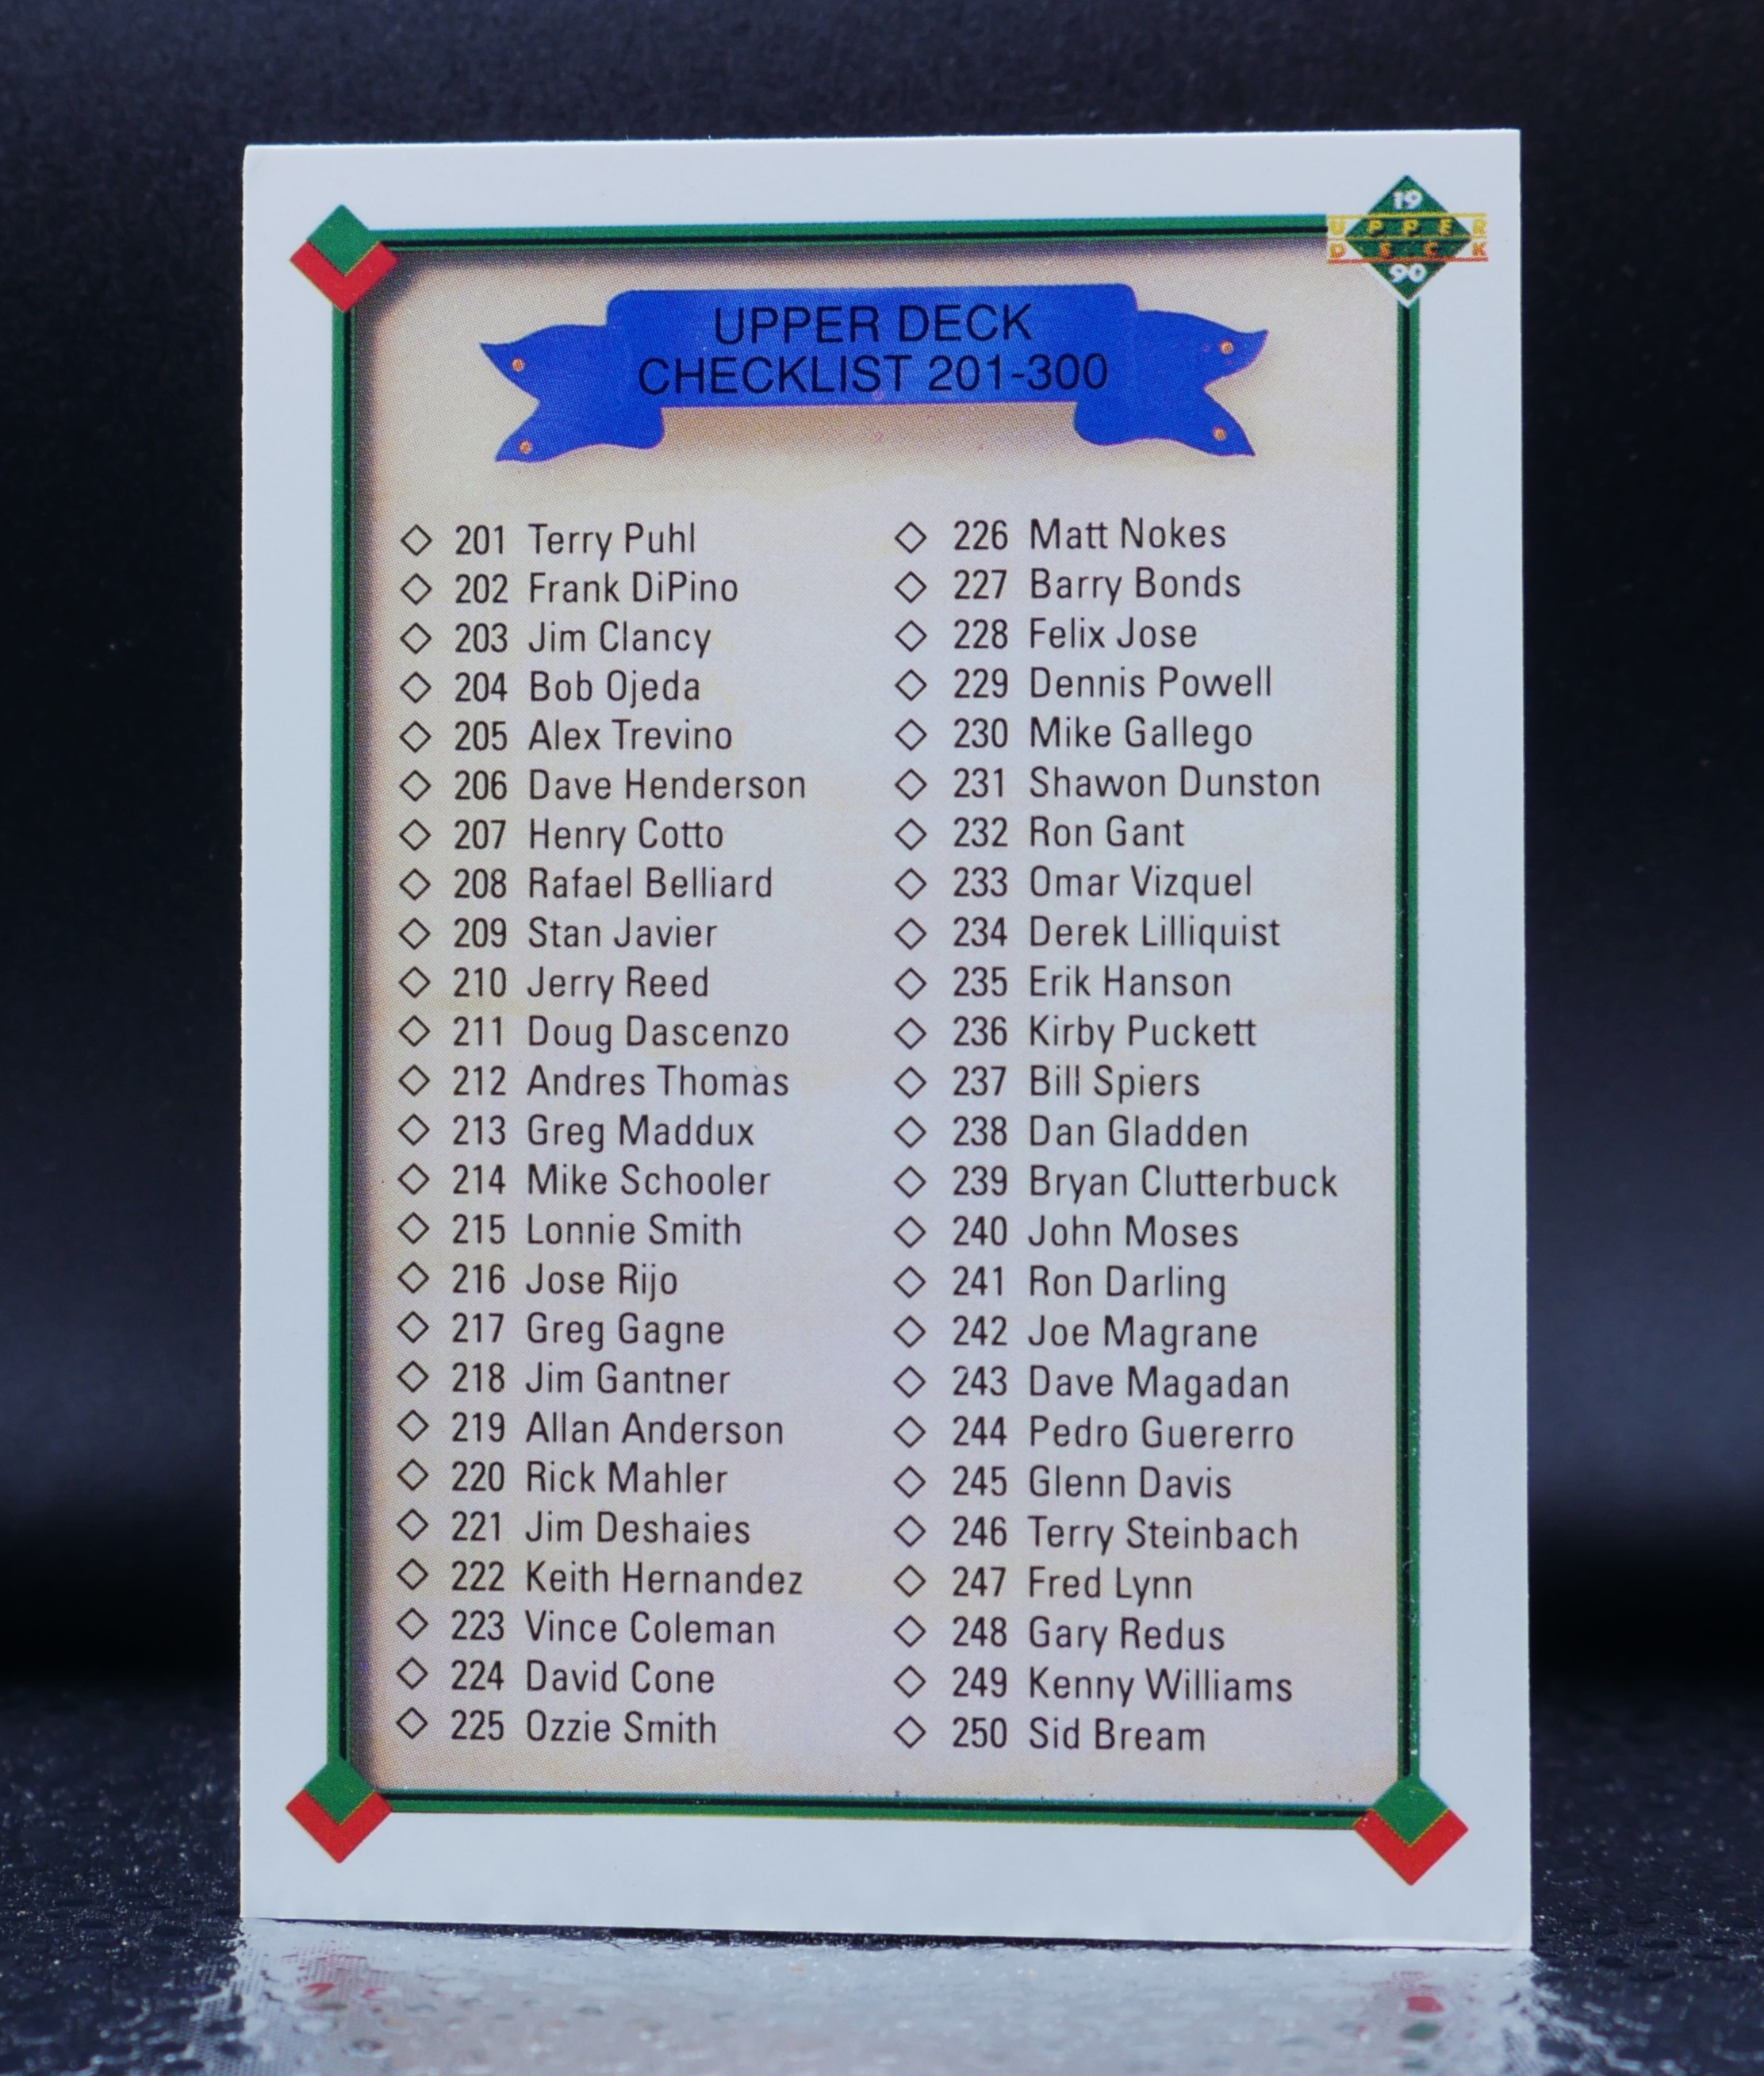 19
UPPER
DECK
90
UPPER DECK
CHECKLIST 201-300
201 Terry Puhl
202 Frank DiPino
203 Jim Clancy
204 Bob Ojeda
205 Alex Trevino
206 Dave Henderson
207 Henry Cotto
208 Rafael Belliard
209 Stan Javier
210 Jerry Reed
211 Doug Dascenzo
212 Andres Thomas
213 Greg Maddux
214 Mike Schooler
215 Lonnie Smith
216 Jose Rijo
217 Greg Gagne
218 Jim Gantner
219 Allan Anderson
220 Rick Mahler
221 Jim Deshaies
222 Keith Hernandez
223 Vince Coleman
224 David Cone
225 Ozzie Smith
226 Matt Nokes
227 Barry Bonds
228 Felix Jose
229 Dennis Powell
230 Mike Gallego
231 Shawon Dunston
232 Ron Gant
233 Omar Vizquel
234 Derek Lilliquist
235 Erik Hanson
236 Kirby Puckett
237 Bill Spiers
238 Dan Gladden
239 Bryan Clutterbuck
240 John Moses
241 Ron Darling
242 Joe Magrane
243 Dave Magadan
244 Pedro Guererro
245 Glenn Davis
246 Terry Steinbach
247 Fred Lynn
248 Gary Redus
249 Kenny Williams
250 Sid Bream